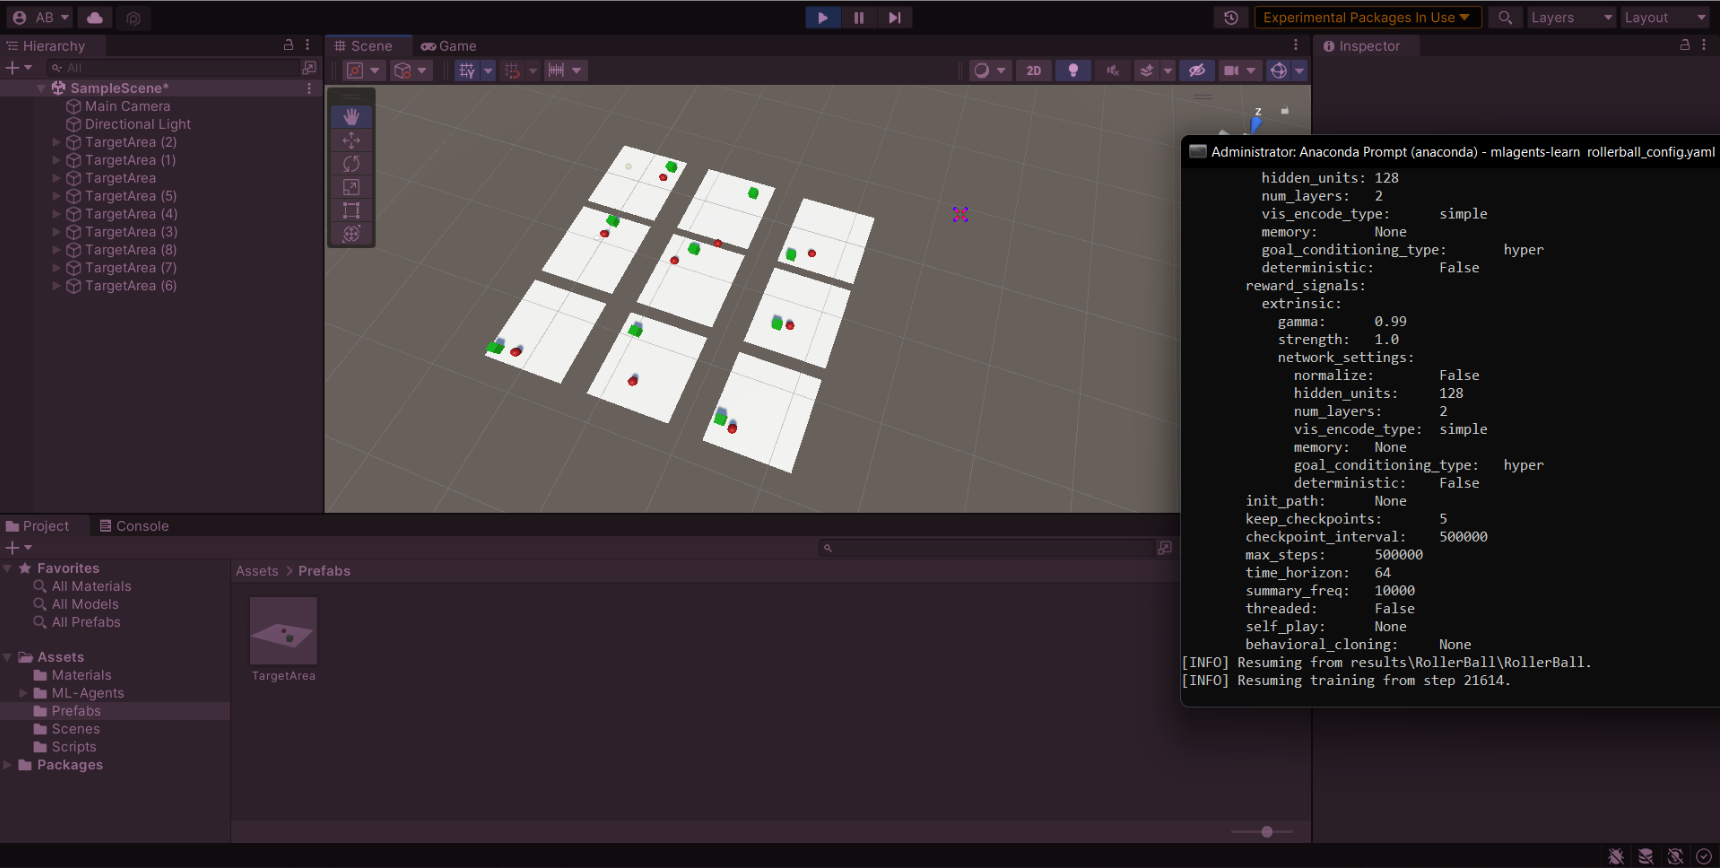 AB
Experimental Packages In Use
Layers
Layout
Hierarchy
Scene
Game
Inspector
All
2D
SampleScene*
Main Camera
Directional Light
TargetArea (2)
TargetArea (1)
TargetArea
TargetArea (5)
TargetArea (4)
TargetArea (3)
TargetArea (8)
TargetArea (7)
TargetArea (6)
Z
Administrator: Anaconda Prompt (anaconda) - mlagents-learn rollerball_config.yaml
hidden_units: 128
num_layers: 2
vis_encode_type: simple
memory: None
goal_conditioning_type: hyper
deterministic: False
reward_signals:
extrinsic:
gamma: 0.99
strength: 1.0
network_settings:
normalize: False
hidden_units: 128
num_layers: 2
vis_encode_type: simple
memory: None
goal_conditioning_type: hyper
deterministic: False
init_path: None
keep_checkpoints: 5
checkpoint_interval: 500000
max_steps: 500000
time_horizon: 64
summary_freq: 10000
threaded: False
self_play: None
behavioral_cloning: None
[INFO] Resuming from results\RollerBall\RollerBall.
[INFO] Resuming training from step 21614.
Project
Console
Favorites
All Materials
All Models
All Prefabs
Assets
Materials
ML-Agents
Prefabs
Scenes
Scripts
Packages
Assets > Prefabs
TargetArea